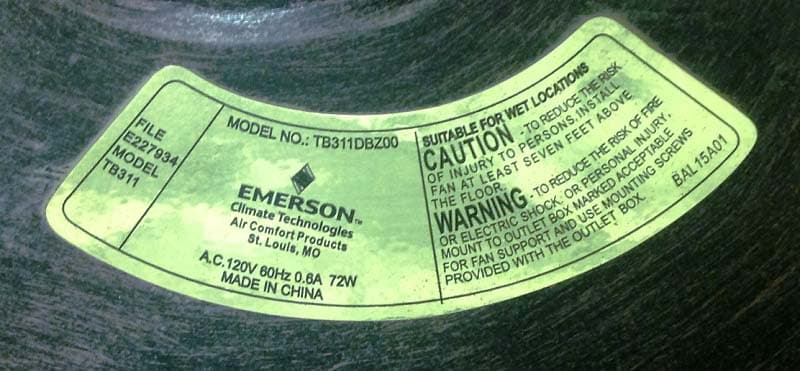 FILE
E227934
MODEL
TB311
MODEL NO.: TB311DBZ00
EMERSON™
Climate Technologies
Air Comfort Products
St. Louis, MO
A.C.120V 60Hz 0.6A 72W
MADE IN CHINA
SUITABLE FOR WET LOCATIONS
CAUTION - TO REDUCE THE RISK
OF INJURY TO PERSONS, INSTALL
FAN AT LEAST SEVEN FEET ABOVE
THE FLOOR.
WARNING - TO REDUCE THE RISK OF FIRE
OR ELECTRIC SHOCK, OR PERSONAL INJURY,
MOUNT TO OUTLET BOX MARKED ACCEPTABLE
FOR FAN SUPPORT AND USE MOUNTING SCREWS
PROVIDED WITH THE OUTLET BOX.
BAL15A01